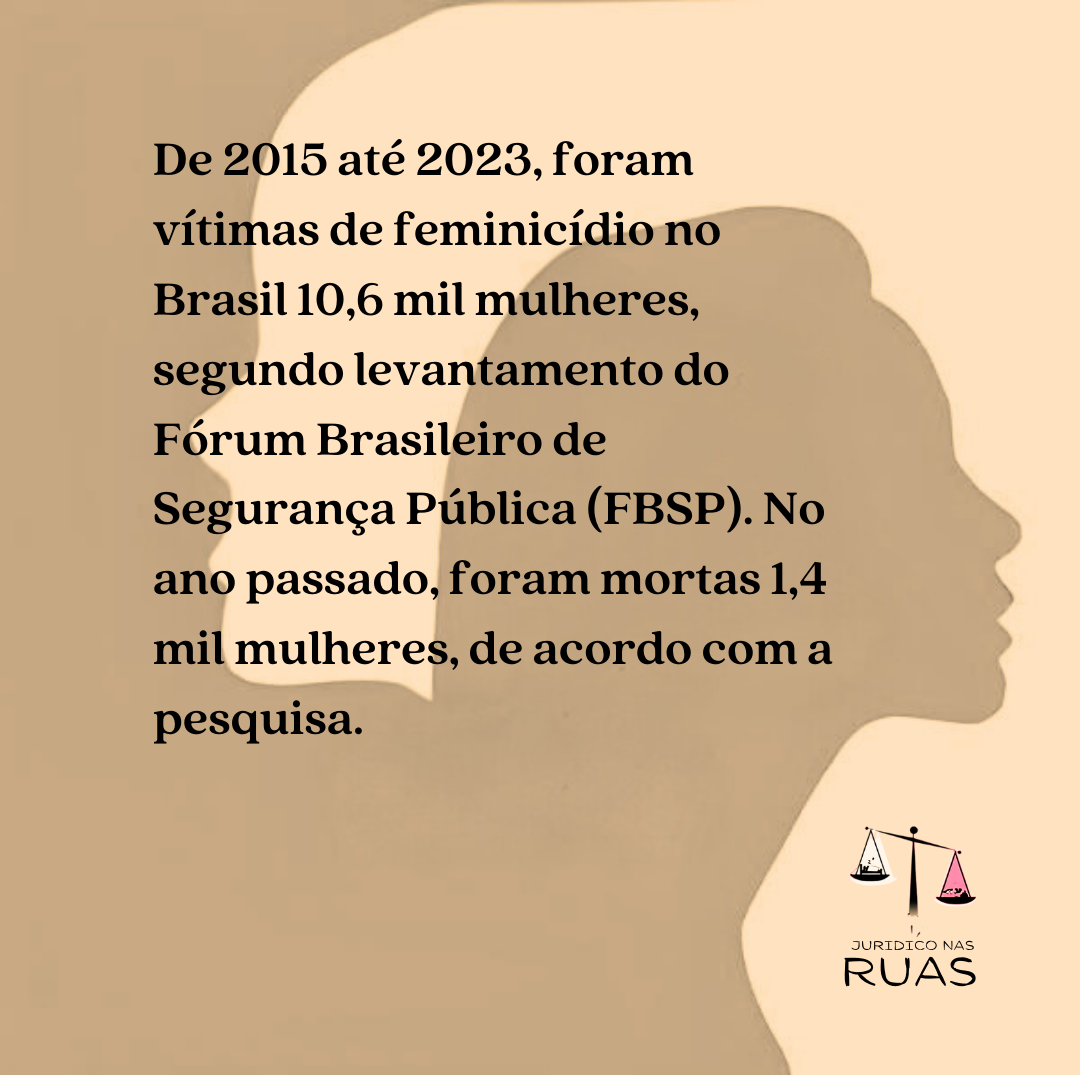 De 2015 até 2023, foram
vítimas de feminicídio no
Brasil 10,6 mil mulheres,
segundo levantamento do
Fórum Brasileiro de
Segurança Pública (FBSP). No
ano passado, foram mortas 1,4
mil mulheres, de acordo com a
pesquisa.
JURIDÍCO NAS
RUAS